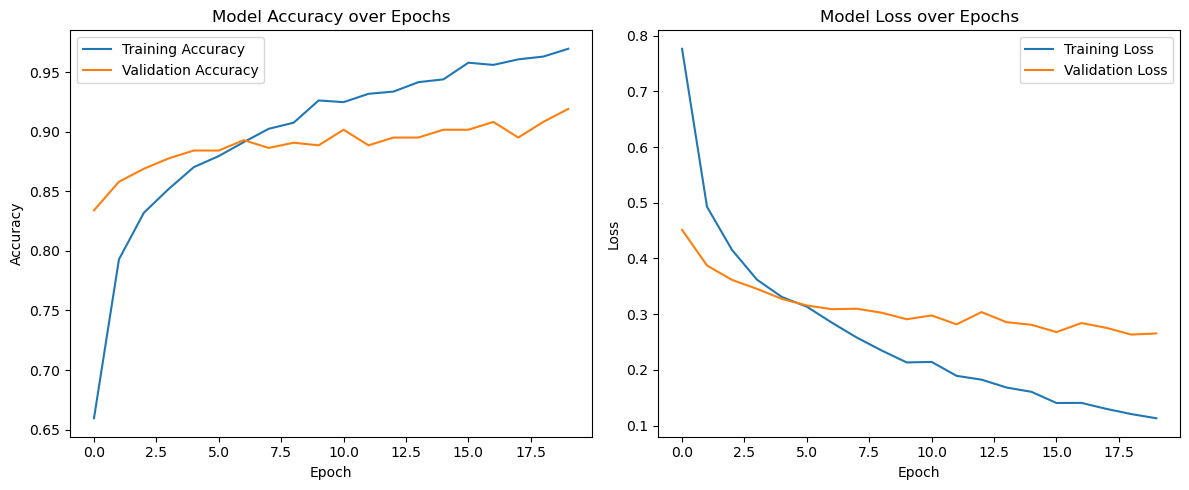 Model Accuracy over Epochs
Training Accuracy
Validation Accuracy
0.95
0.90
0.85
0.80
0.75
0.70
0.65
Accuracy
0.0 2.5 5.0 7.5 10.0 12.5 15.0 17.5
Epoch
Model Loss over Epochs
Training Loss
Validation Loss
0.8
0.7
0.6
0.5
0.4
0.3
0.2
0.1
Loss
0.0 2.5 5.0 7.5 10.0 12.5 15.0 17.5
Epoch